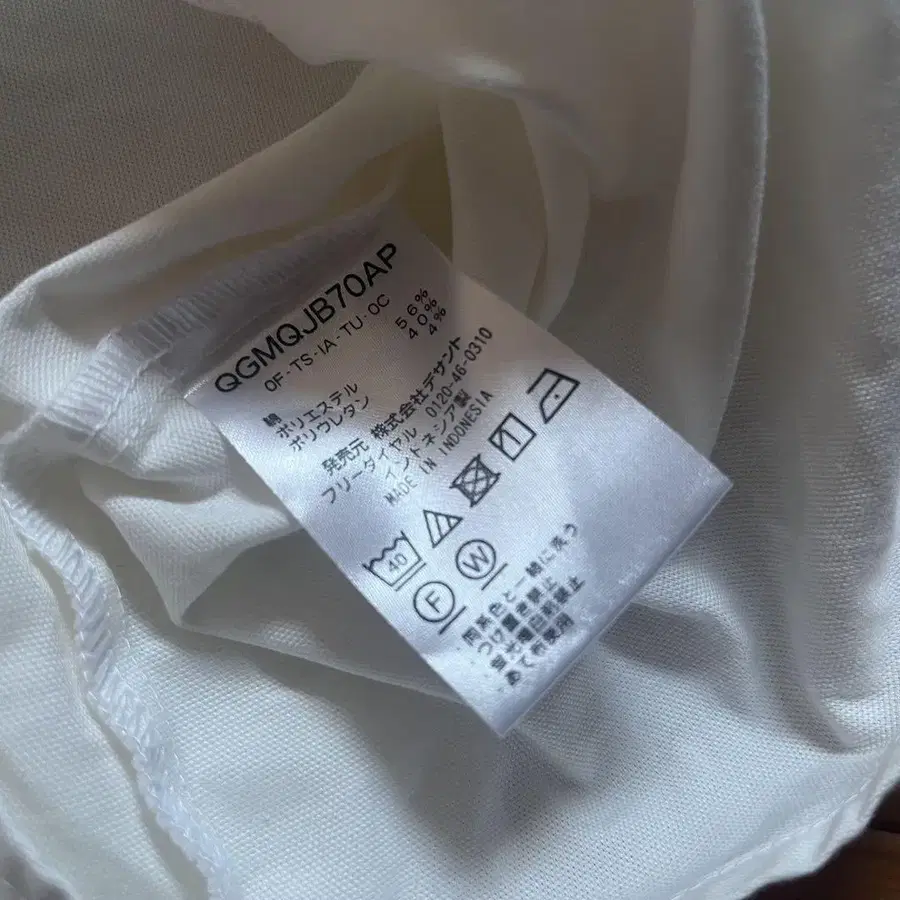 QGMQJB70AP
OF-TS-IA-TU-OC
綿 56%
ポリエステル 40%
ポリウレタン 4%
発売元 株式会社デサント
フリーダイヤル 0120-46-0310
インドネシア製
MADE IN INDONESIA
40
F W
・同系色と一緒に洗う
・つけ置き禁止
・蛍光増白剤禁止
・あて布使用